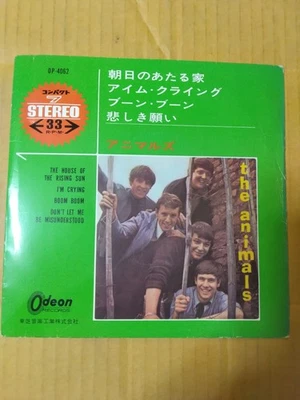 コンパクト
STEREO
33
R·P·M
OP-4062
朝日のあたる家
アイム・クライング
ブーン・ブーン
悲しき願い
アニマルズ
THE HOUSE OF
THE RISING SUN
I'M CRYING
BOOM BOOM
DON'T LET ME
BE MISUNDERSTOOD
the animals
Odeon
RECORDS
東芝音楽工業株式会社